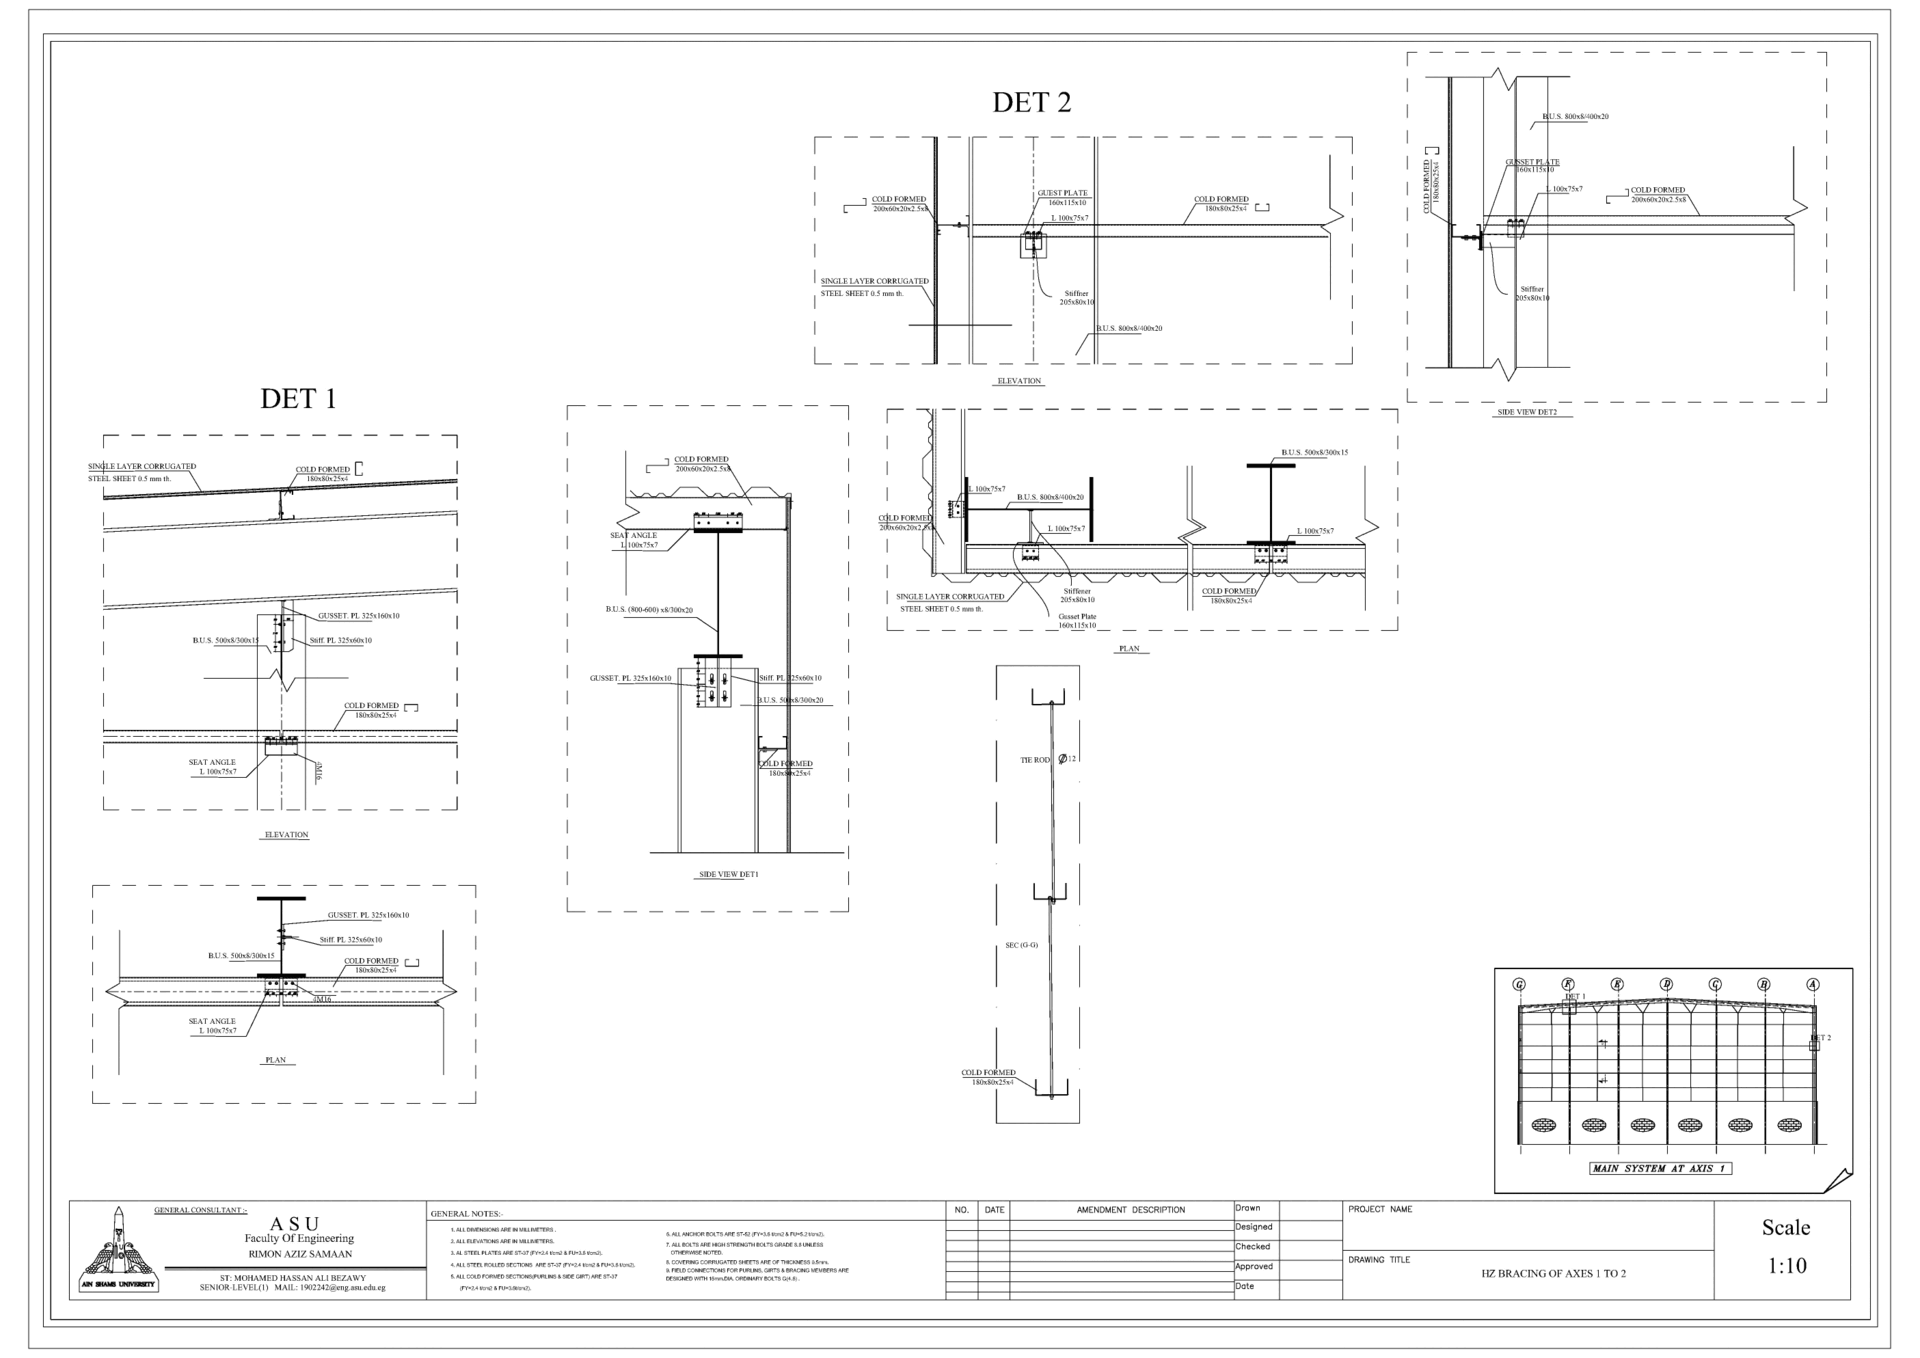 DET 1
SINGLE LAYER CORRUGATED
STEEL SHEET 0.5 mm th.
COLD FORMED
180x80x25x4
GUSSET. PL 325x160x10
B.U.S. 500x8/300x15
Stiff. PL 325x60x10
COLD FORMED
180x80x25x4
SEAT ANGLE
L 100x75x7
4M16
ELEVATION
GUSSET. PL 325x160x10
Stiff. PL 325x60x10
B.U.S. 500x8/300x15
COLD FORMED
180x80x25x4
4M16
SEAT ANGLE
L 100x75x7
PLAN
COLD FORMED
200x60x20x2.5x8
SEAT ANGLE
L 100x75x7
B.U.S. (800-600) x8/300x20
GUSSET. PL 325x160x10
Stiff. PL 325x60x10
B.U.S. 500x8/300x20
COLD FORMED
180x80x25x4
SIDE VIEW DET1
DET 2
COLD FORMED
200x60x20x2.5x8
GUEST PLATE
160x115x10
L 100x75x7
COLD FORMED
180x80x25x4
SINGLE LAYER CORRUGATED
STEEL SHEET 0.5 mm th.
Stiffner
205x80x10
B.U.S. 800x8/400x20
ELEVATION
B.U.S. 800x8/400x20
COLD FORMED
180x80x25x4
GUSSET PLATE
160x115x10
L 100x75x7
COLD FORMED
200x60x20x2.5x8
Stiffner
205x80x10
SIDE VIEW DET2
B.U.S. 500x8/300x15
L 100x75x7
B.U.S. 800x8/400x20
COLD FORMED
200x60x20x2.5x8
L 100x75x7
L 100x75x7
SINGLE LAYER CORRUGATED
STEEL SHEET 0.5 mm th.
Stiffener
205x80x10
COLD FORMED
180x80x25x4
Gusset Plate
160x115x10
PLAN
TIE ROD Ø12
SEC (G-G)
COLD FORMED
180x80x25x4
G F E D C B A
DET 1
DET 2
MAIN SYSTEM AT AXIS 1
GENERAL CONSULTANT :-
A S U
Faculty Of Engineering
RIMON AZIZ SAMAAN
AIN SHAMS UNIVERSITY
ST: MOHAMED HASSAN ALI BEZAWY
SENIOR-LEVEL(1) MAIL: 1902242@eng.asu.edu.eg
GENERAL NOTES:-
1. ALL DIMENSIONS ARE IN MILLIMETERS .
2. ALL ELEVATIONS ARE IN MILLIMETERS.
3. AL STEEL PLATES ARE ST-37 (FY=2.4 t/cm2 & FU=3.6 t/cm2).
4. ALL STEEL ROLLED SECTIONS ARE ST-37 (FY=2.4 t/cm2 & FU=3.6 t/cm2).
5. ALL COLD FORMED SECTIONS(PURLINS & SIDE GIRT) ARE ST-37
(FY=2.4 t/cm2 & FU=3.6t/cm2).
6. ALL ANCHOR BOLTS ARE ST-52 (FY=3.6 t/cm2 & FU=5.2 t/cm2).
7. ALL BOLTS ARE HIGH STRENGTH BOLTS GRADE 8.8 UNLESS
OTHERWISE NOTED.
8. COVERING CORRUGATED SHEETS ARE OF THICKNESS 0.5mm.
9. FIELD CONNECTIONS FOR PURLINS, GIRTS & BRACING MEMBERS ARE
DESIGNED WITH 16mm.DIA. ORDINARY BOLTS G(4.6) .
NO. DATE AMENDMENT DESCRIPTION
Drawn
Designed
Checked
Approved
Date
PROJECT NAME
DRAWING TITLE
HZ BRACING OF AXES 1 TO 2
Scale
1:10